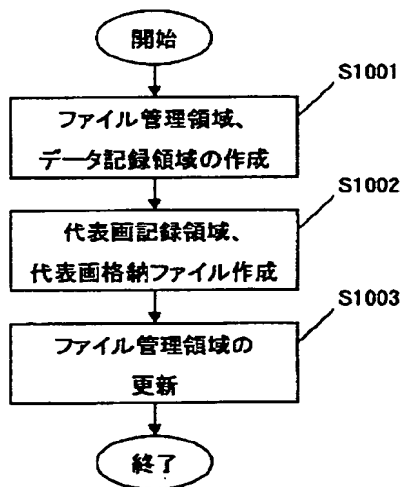 開始
S1001
ファイル管理領域、
データ記録領域の作成
S1002
代表画記録領域、
代表画格納ファイル作成
S1003
ファイル管理領域の
更新
終了